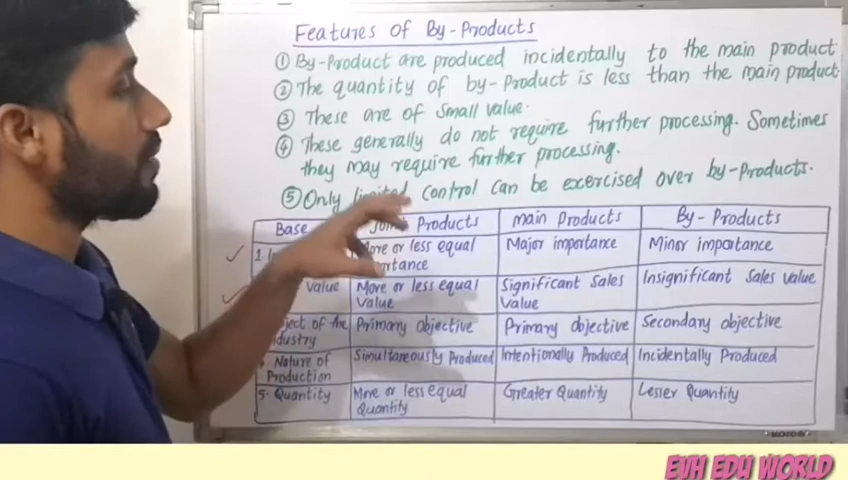 Features of By-Products
① By-Product are produced incidentally to the main product
② The quantity of by-Product is less than the main product
③ These are of small value.
④ These generally do not require further processing. Sometimes
they may require further processing.
⑤ Only limited control can be exercised over by-Products.
Base Joint Products main Products By-Products
1. More or less equal Major importance Minor importance
value More or less equal Value Significant Sales Value Insignificant Sales Value
of the Primary objective Primary objective Secondary objective
Nature of Production Simultaneously Produced Intentionally Produced Incidentally Produced
5. Quantity More or less equal Quantity Greater Quantity Lesser Quantity
EVH EDU WORLD